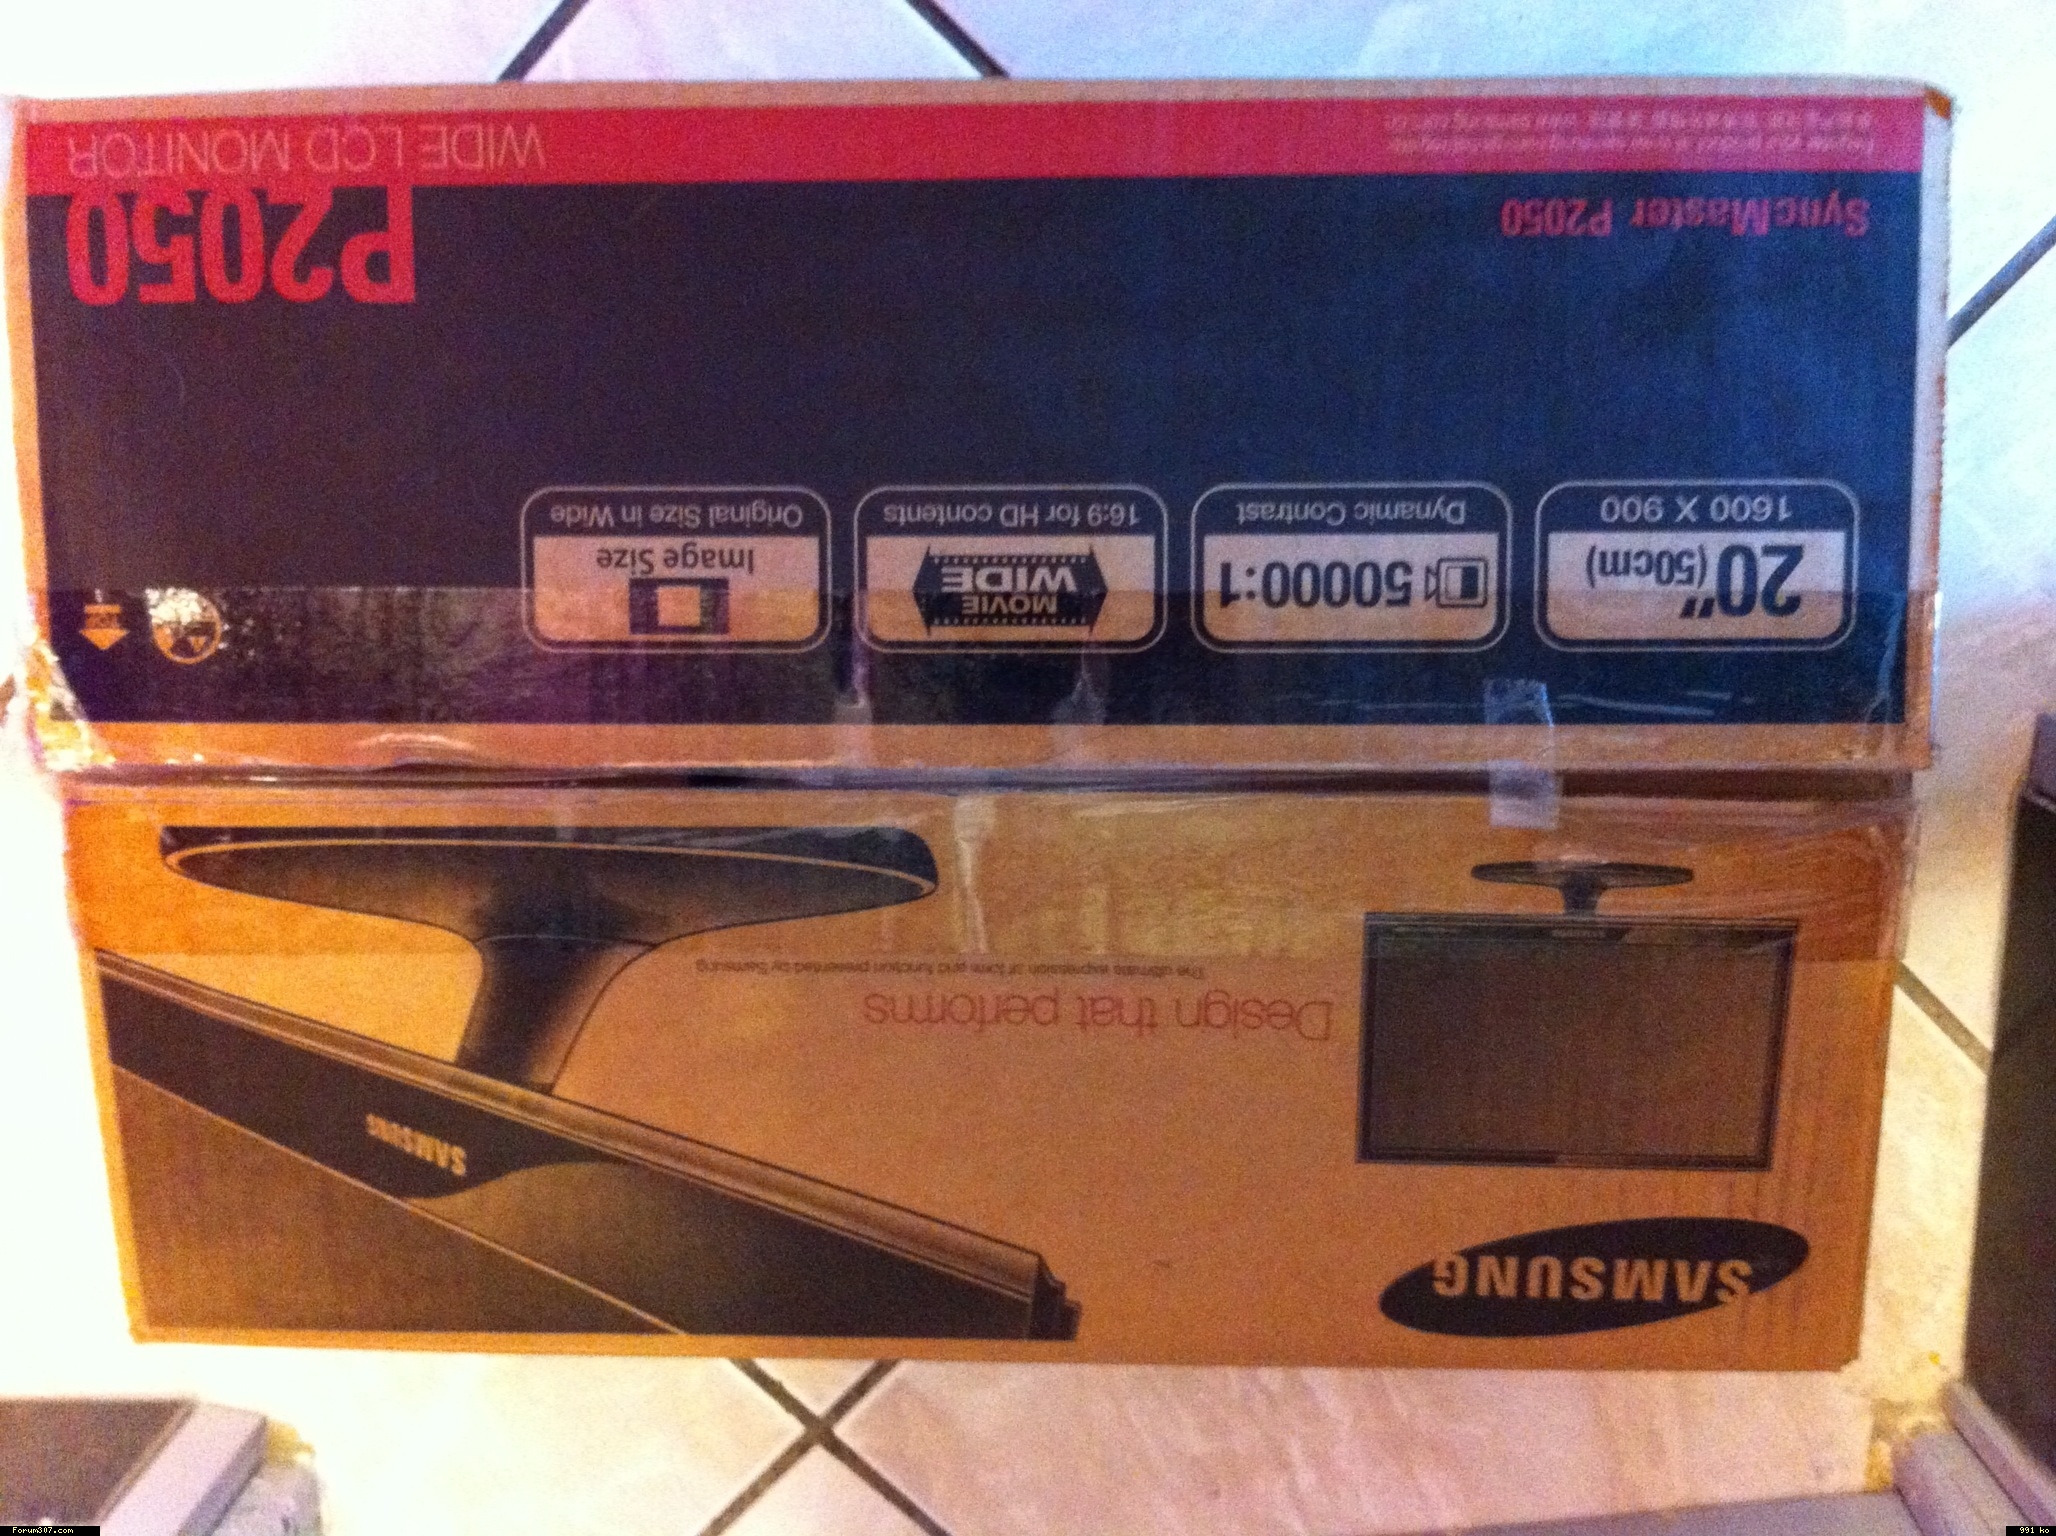 SAMSUNG
SAMSUNG
Design that performs
The ultimate expression of form and function presented by Samsung
20" (50cm)
1600 X 900
50000:1
Dynamic Contrast
MOVIE
WIDE
16:9 for HD contents
Image Size
Original Size in Wide
SyncMaster P2050
P2050
WIDE LCD MONITOR
Forum307.com
991 ko